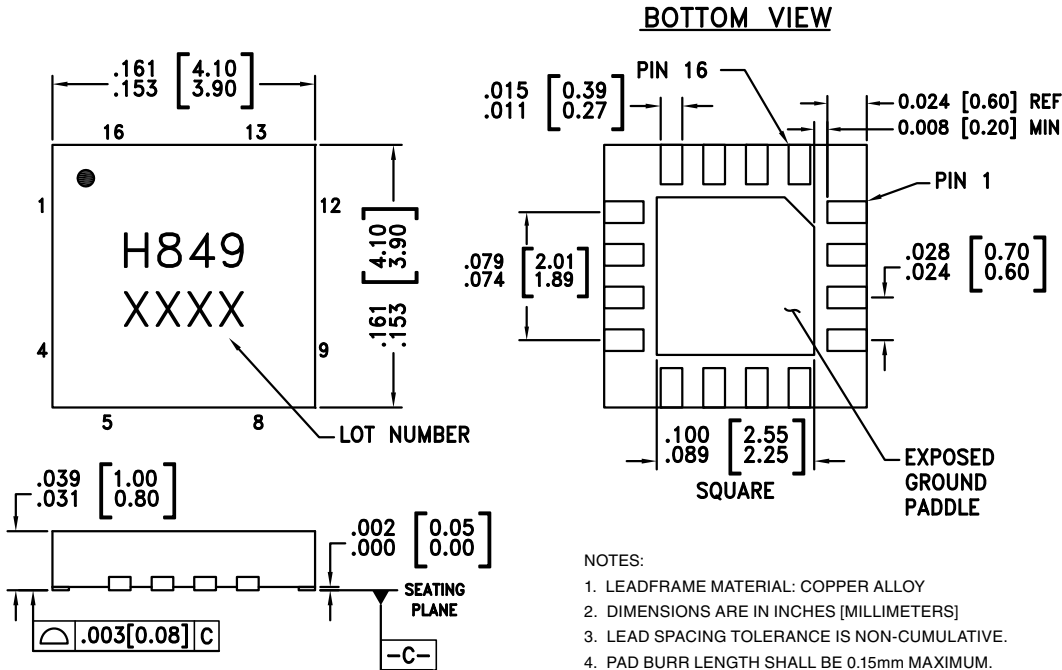 BOTTOM VIEW
.161 [4.10]
.153 [3.90]
16 13
1 12
H849
XXXX
4 9
5 8
LOT NUMBER
.161 [4.10]
.153 [3.90]
PIN 16
.015 [0.39]
.011 [0.27]
0.024 [0.60] REF
0.008 [0.20] MIN
PIN 1
.079 [2.01]
.074 [1.89]
.028 [0.70]
.024 [0.60]
.100 [2.55]
.089 [2.25]
SQUARE
EXPOSED
GROUND
PADDLE
.039 [1.00]
.031 [0.80]
.002 [0.05]
.000 [0.00]
SEATING
PLANE
.003[0.08] C
-C-
NOTES:
1. LEADFRAME MATERIAL: COPPER ALLOY
2. DIMENSIONS ARE IN INCHES [MILLIMETERS]
3. LEAD SPACING TOLERANCE IS NON-CUMULATIVE.
4. PAD BURR LENGTH SHALL BE 0.15mm MAXIMUM.